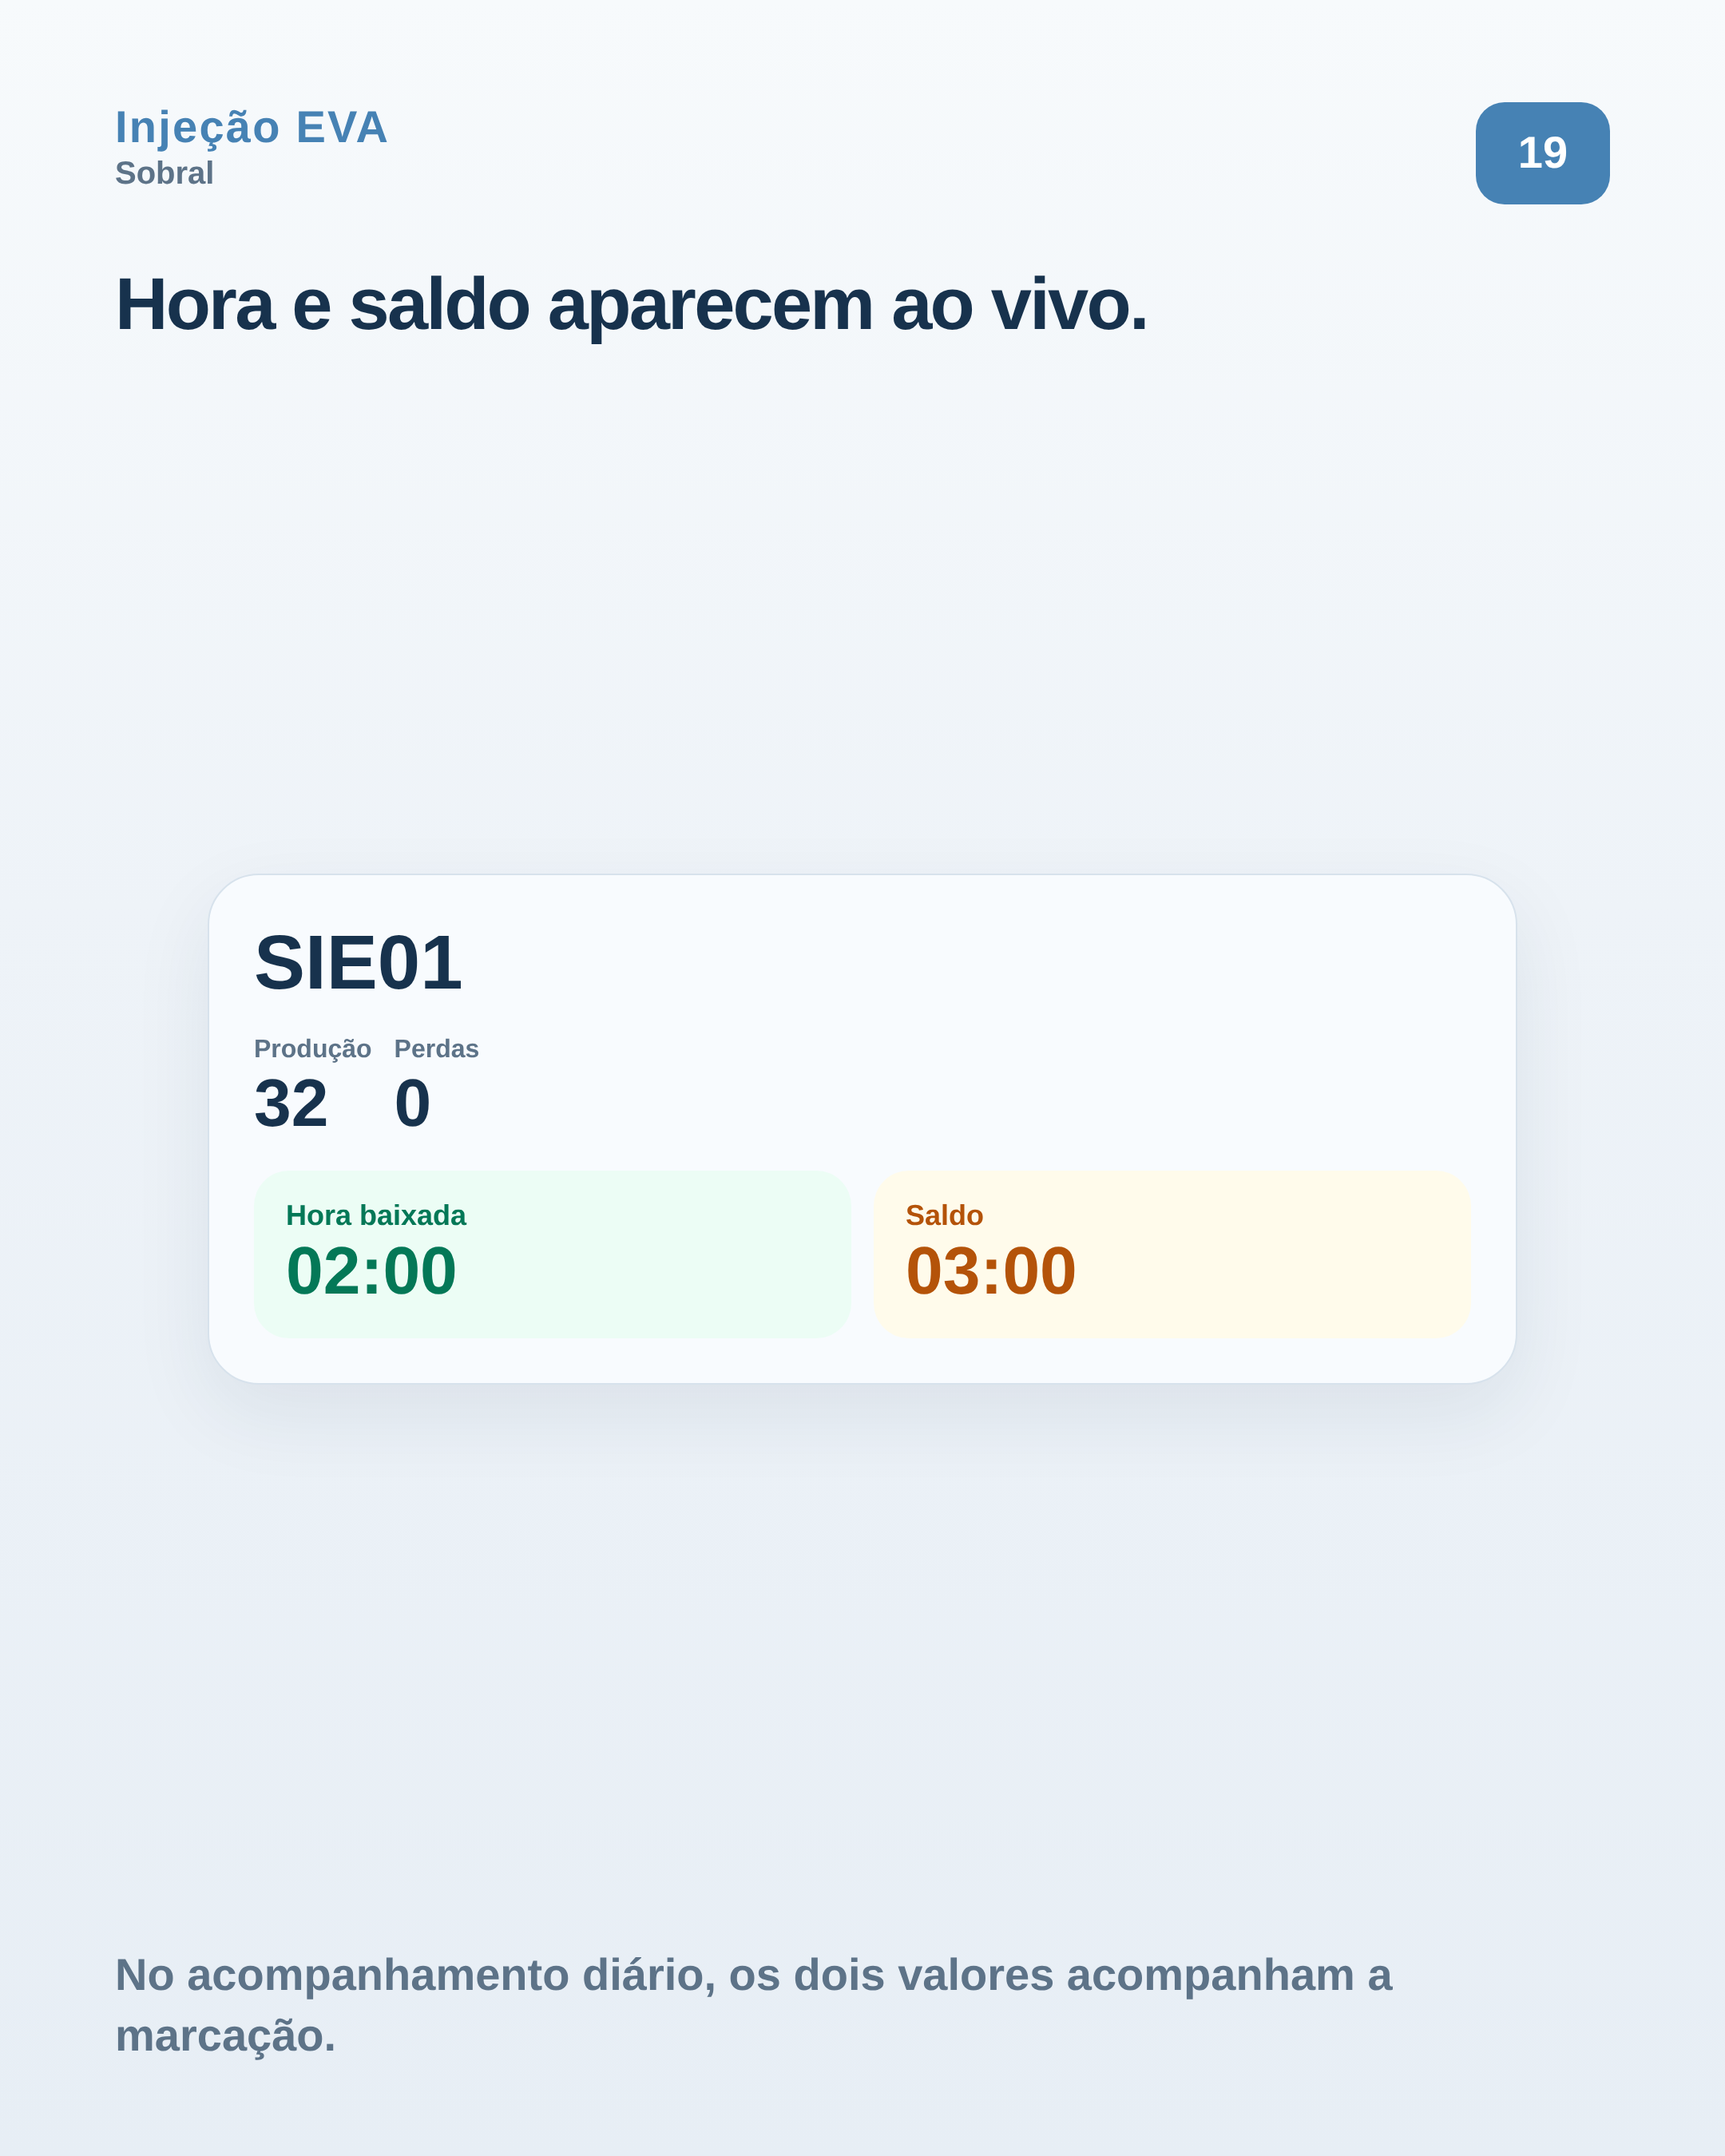 Injeção EVA
Sobral
19
Hora e saldo aparecem ao vivo.
SIE01
Produção Perdas
32 0
Hora baixada
02:00
Saldo
03:00
No acompanhamento diário, os dois valores acompanham a
marcação.